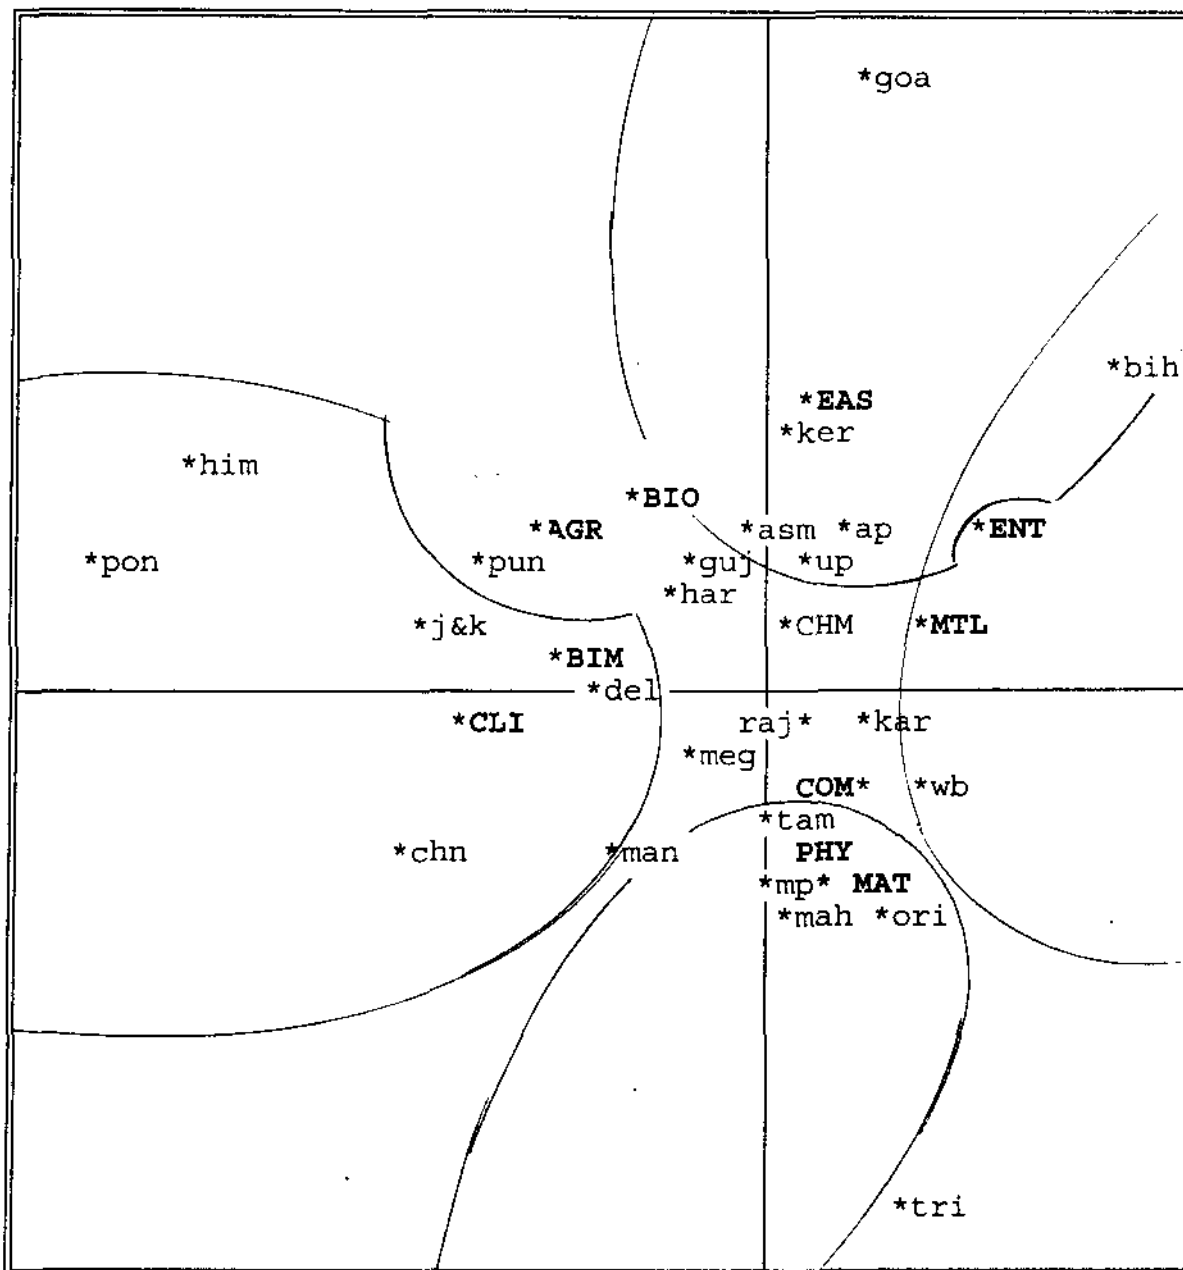 *goa
*bih
*EAS
*ker
*him
*BIO
*AGR *asm *ap *ENT
*pon *pun *guj *up
*har
*j&k *CHM *MTL
*BIM
*del
*CLI raj* *kar
*meg
COM* *wb
*tam
*chn *man PHY
*mp* MAT
*mah *ori
*tri